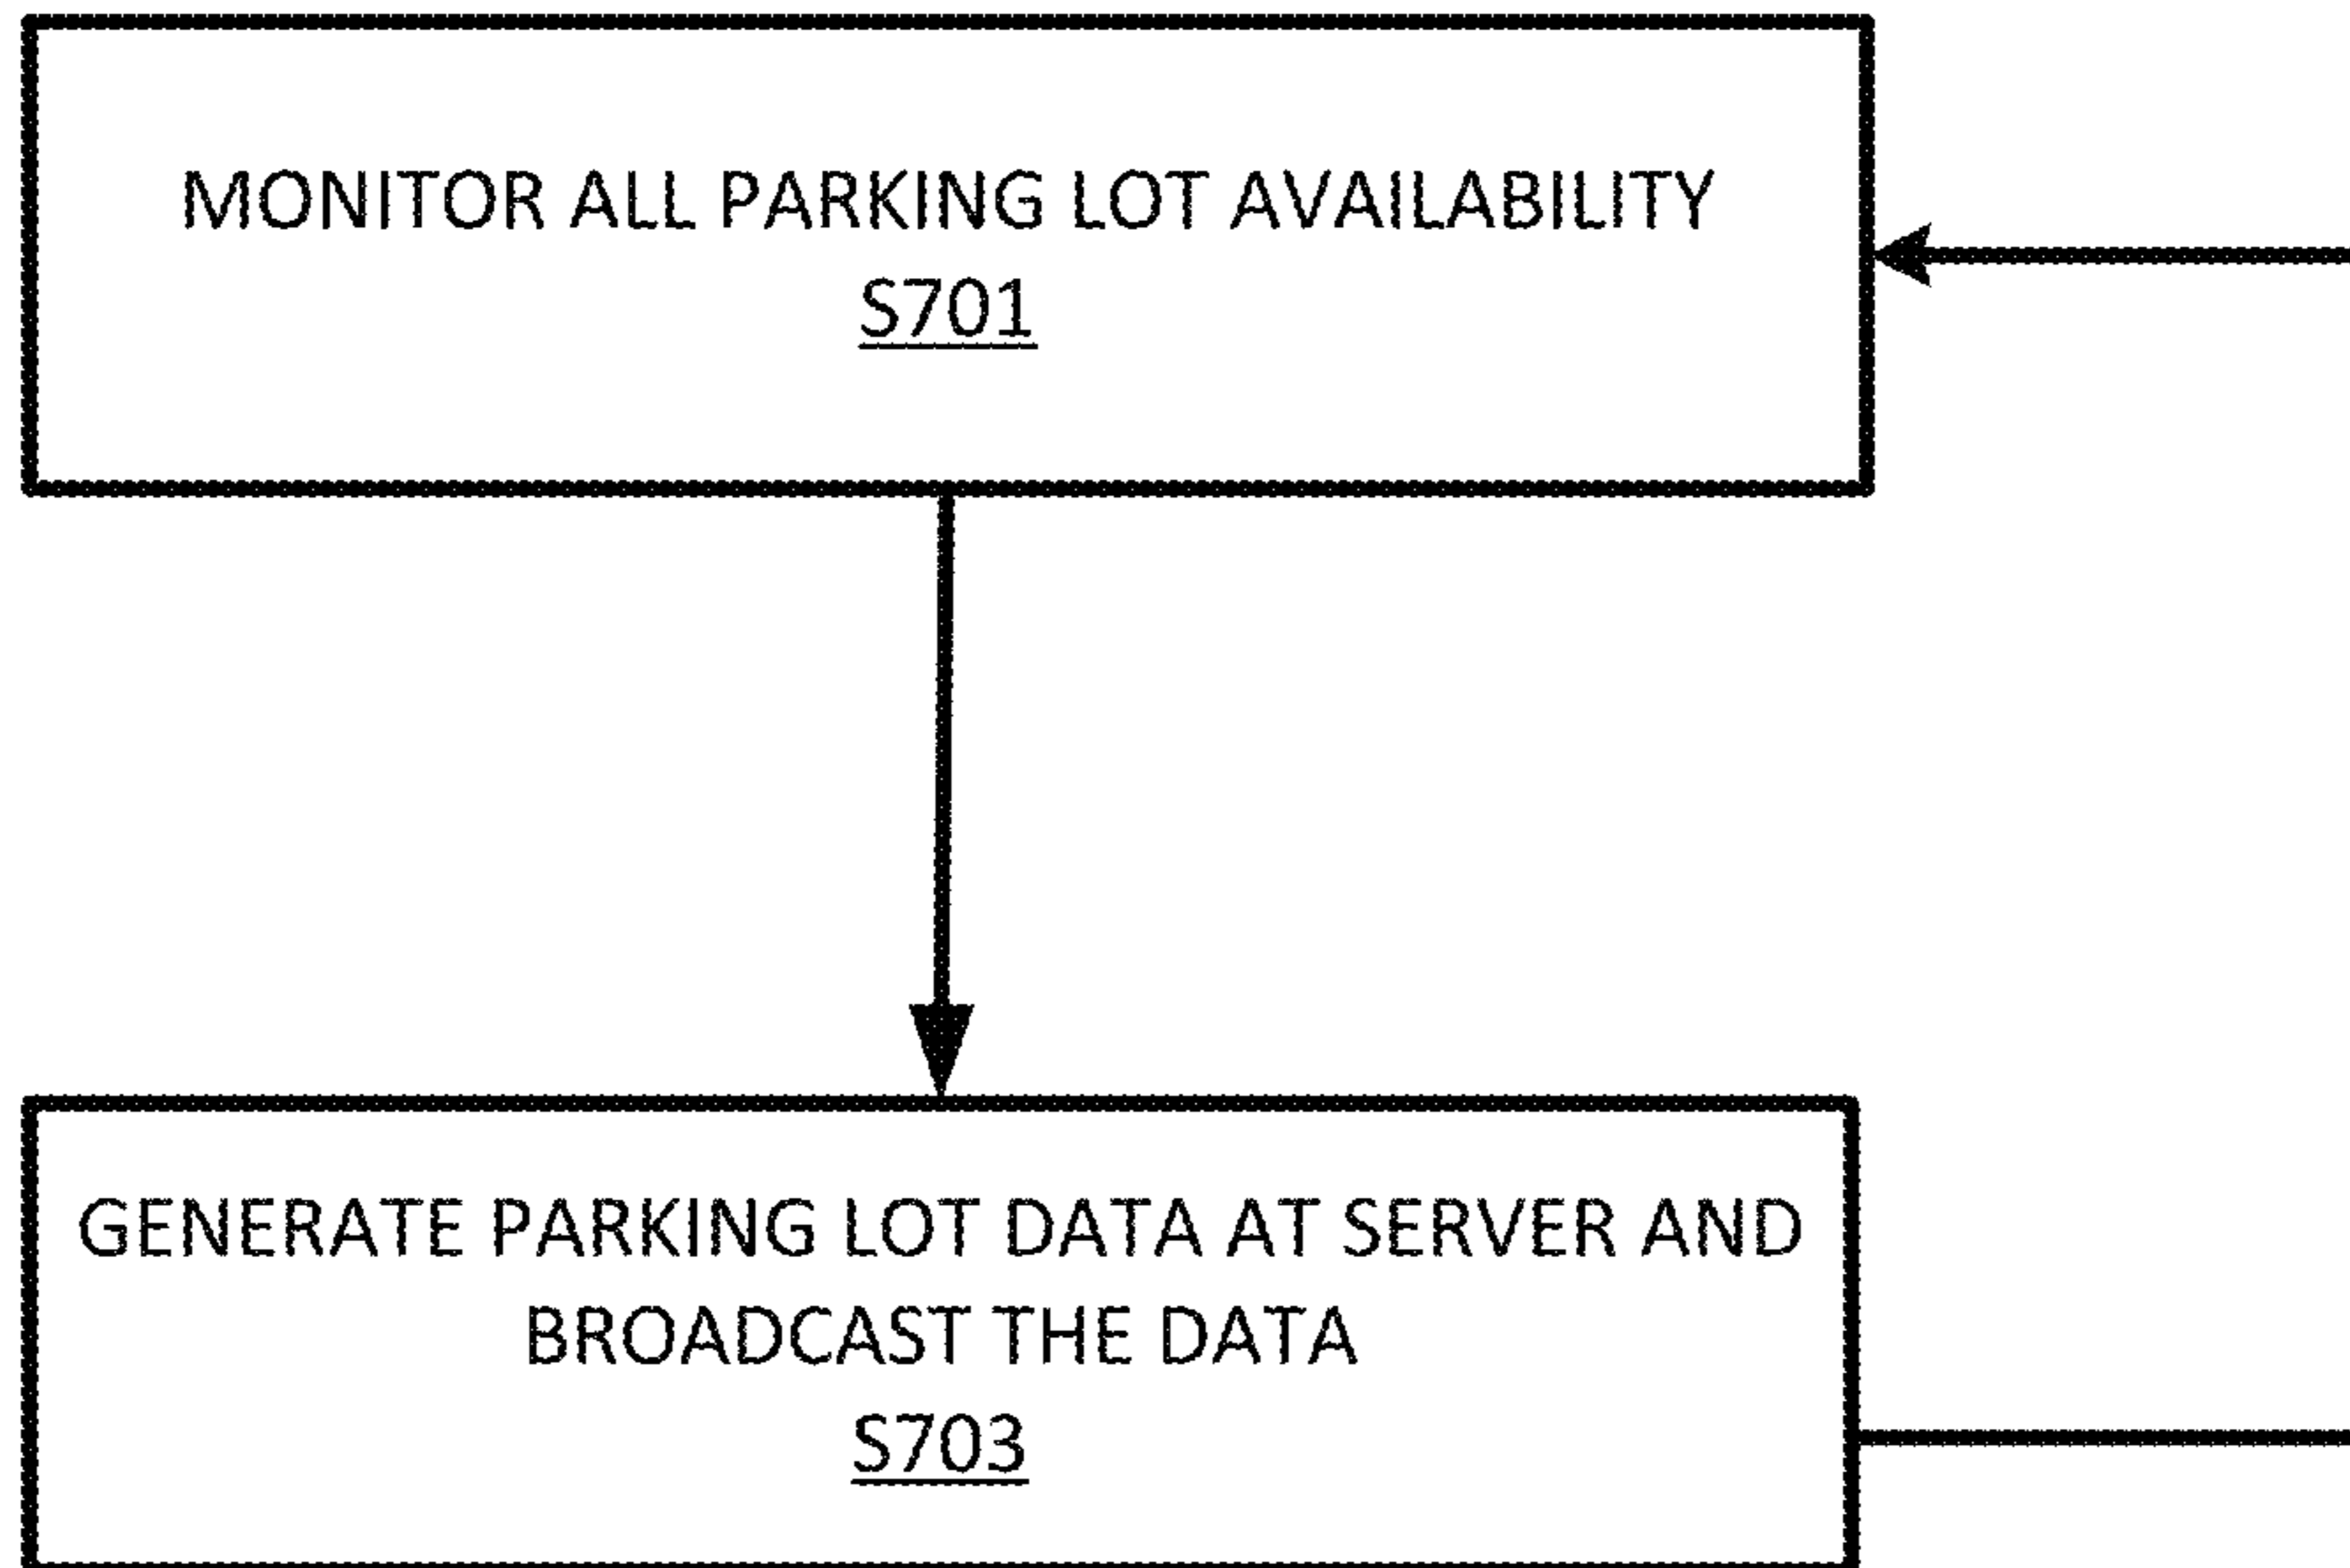 MONITOR ALL PARKING LOT AVAILABILITY
S701
GENERATE PARKING LOT DATA AT SERVER AND
BROADCAST THE DATA
S703